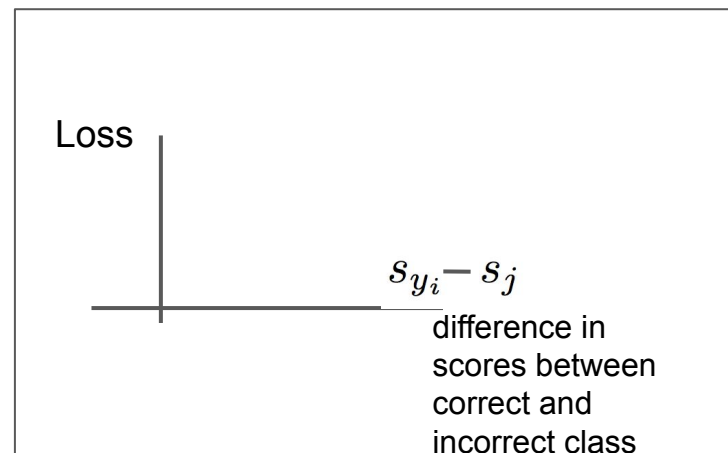 Loss
s_{y_i} − s_j
difference in
scores between
correct and
incorrect class